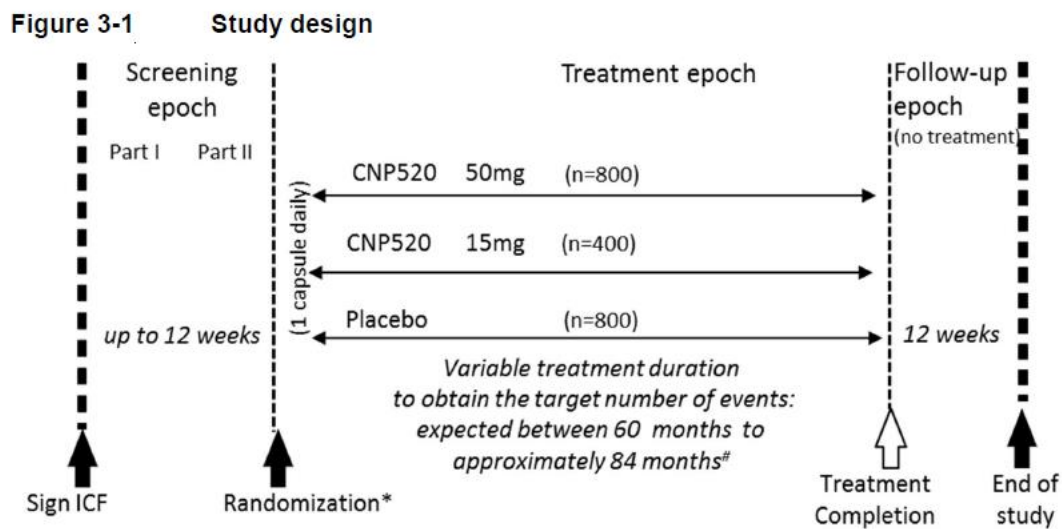 Figure 3-1 Study design
Screening epoch
Part I Part II
Treatment epoch
Follow-up epoch
(no treatment)
(1 capsule daily)
CNP520 50mg (n=800)
CNP520 15mg (n=400)
Placebo (n=800)
up to 12 weeks
12 weeks
Variable treatment duration
to obtain the target number of events:
expected between 60 months to
approximately 84 months#
Sign ICF
Randomization*
Treatment
Completion
End of
study